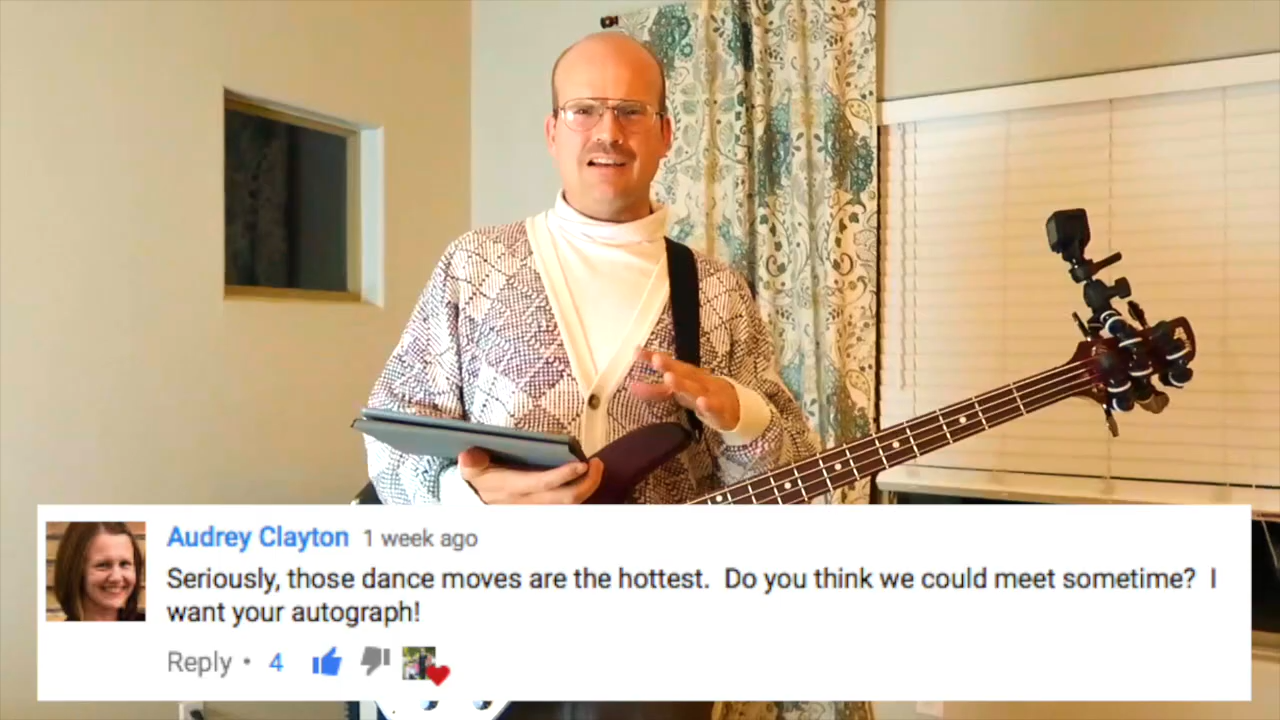 Audrey Clayton 1 week ago
Seriously, those dance moves are the hottest. Do you think we could meet sometime? I
want your autograph!
Reply • 4